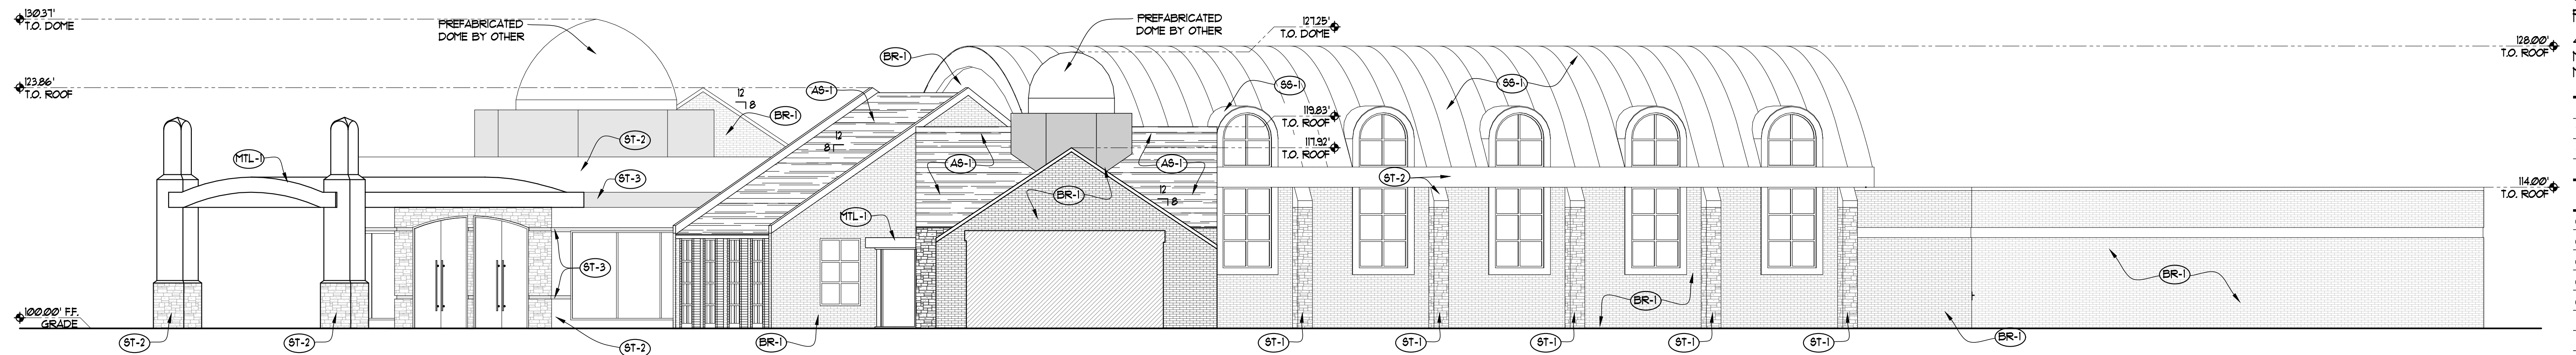 130.37'
T.O. DOME
PREFABRICATED
DOME BY OTHER
PREFABRICATED
DOME BY OTHER
127.25'
T.O. DOME
128.00'
T.O. ROOF
BR-1
123.86'
T.O. ROOF
AS-1
12
8
BR-1
SS-1
SS-1
119.83'
T.O. ROOF
ST-2
12
8
117.92'
T.O. ROOF
MTL-1
AS-1
AS-1
ST-3
ST-2
BR-1
12
8
114.00'
T.O. ROOF
MTL-1
ST-3
BR-1
BR-1
100.00' F.F.
GRADE
ST-2
ST-2
ST-2
BR-1
ST-1
ST-1
ST-1
ST-1
ST-1
BR-1